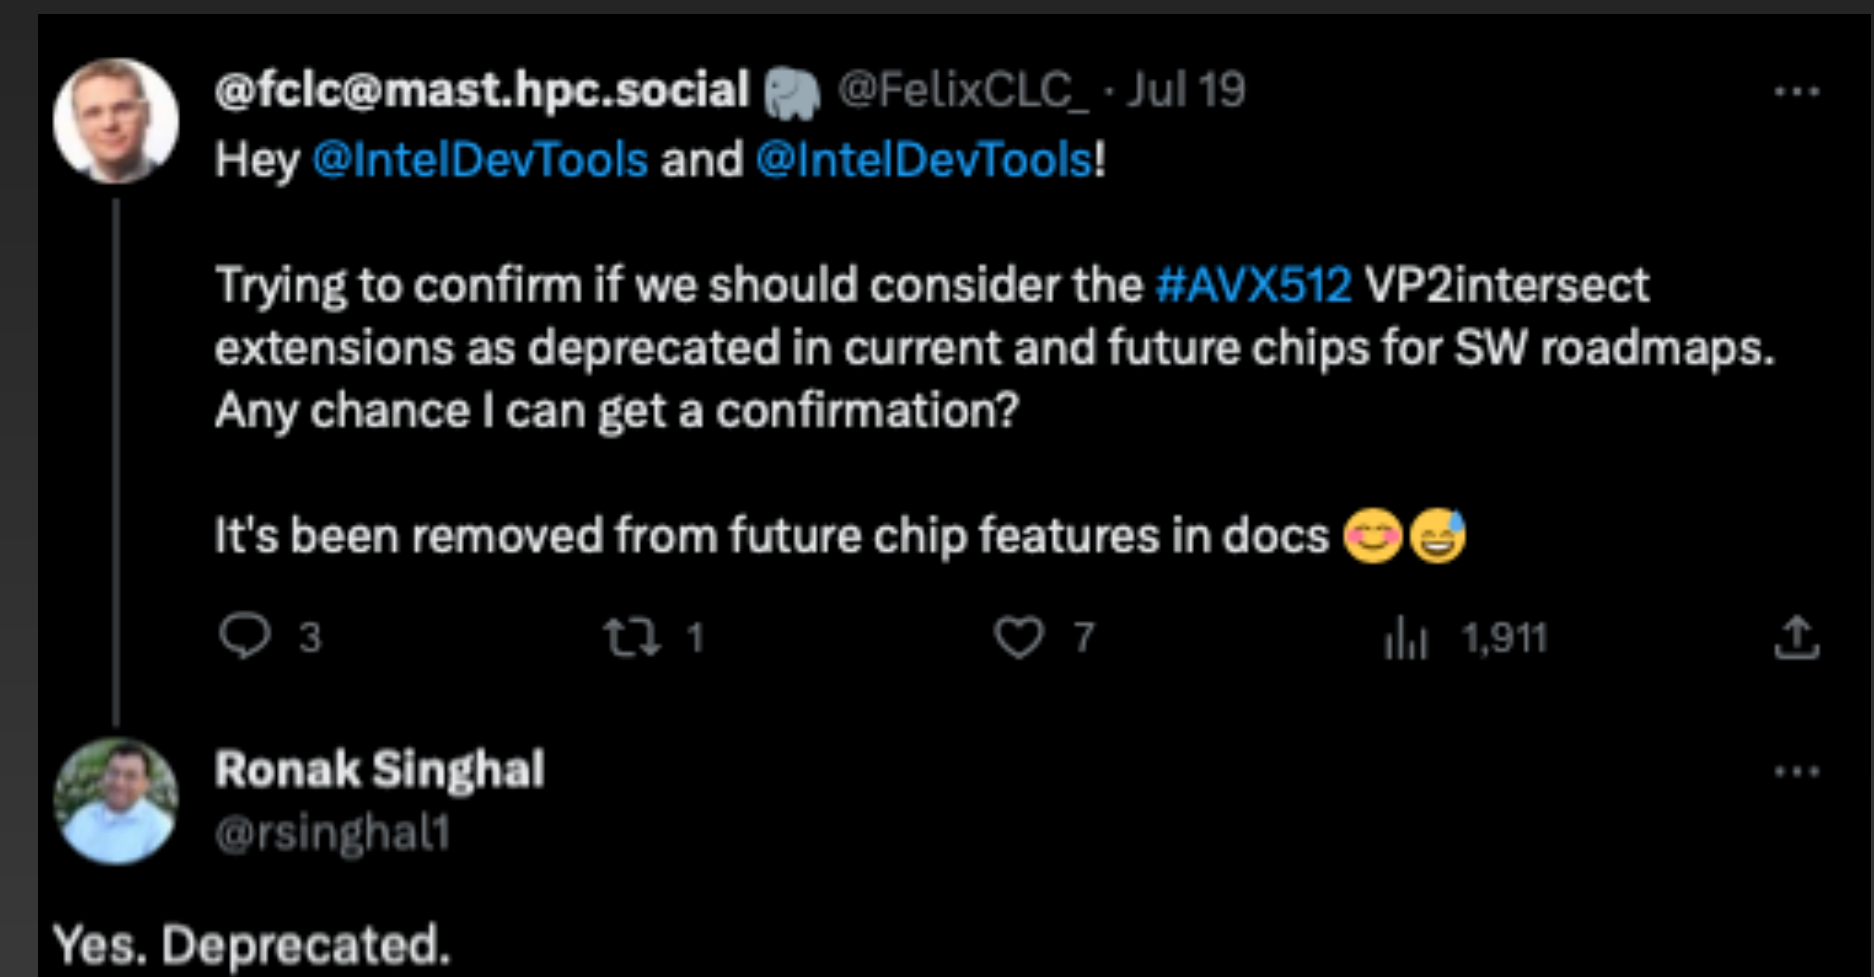 @fclc@mast.hpc.social 🐘 @FelixCLC_ · Jul 19
Hey @IntelDevTools and @IntelDevTools!
Trying to confirm if we should consider the #AVX512 VP2intersect
extensions as deprecated in current and future chips for SW roadmaps.
Any chance I can get a confirmation?
It's been removed from future chip features in docs 😊😅
3 1 7 1,911
Ronak Singhal
@rsinghal1
Yes. Deprecated.